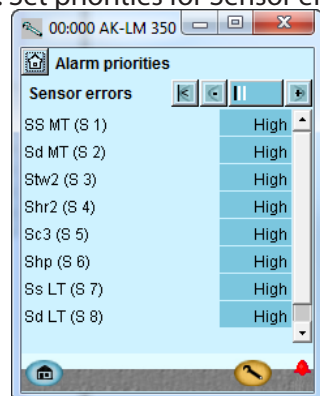 . Set priorities for Sensor er
00:000 AK-LM 350
Alarm priorities
Sensor errors
SS MT (S 1) High
Sd MT (S 2) High
Stw2 (S 3) High
Shr2 (S 4) High
Sc3 (S 5) High
Shp (S 6) High
Ss LT (S 7) High
Sd LT (S 8) High